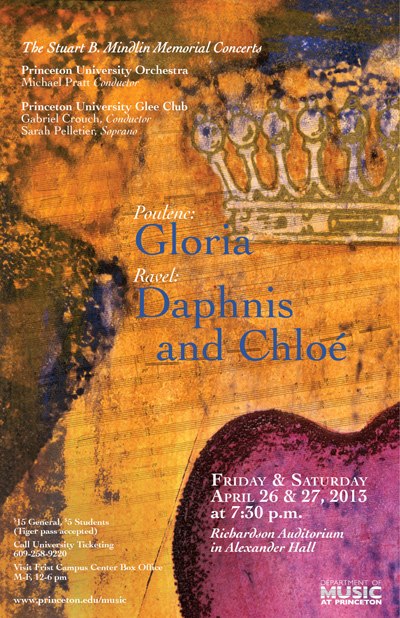 The Stuart B. Mindlin Memorial Concerts
Princeton University Orchestra
Michael Pratt Conductor
Princeton University Glee Club
Gabriel Crouch, Conductor
Sarah Pelletier, Soprano
Poulenc:
Gloria
Ravel:
Daphnis
and Chloé
FRIDAY & SATURDAY
APRIL 26 & 27, 2013
at 7:30 p.m.
Richardson Auditorium
in Alexander Hall
$15 General, $5 Students
(Tiger pass accepted)
Call University Ticketing
609-258-9220
Visit Frist Campus Center Box Office
M-F, 12-6 pm
www.princeton.edu/music
DEPARTMENT OF
MUSIC
AT PRINCETON